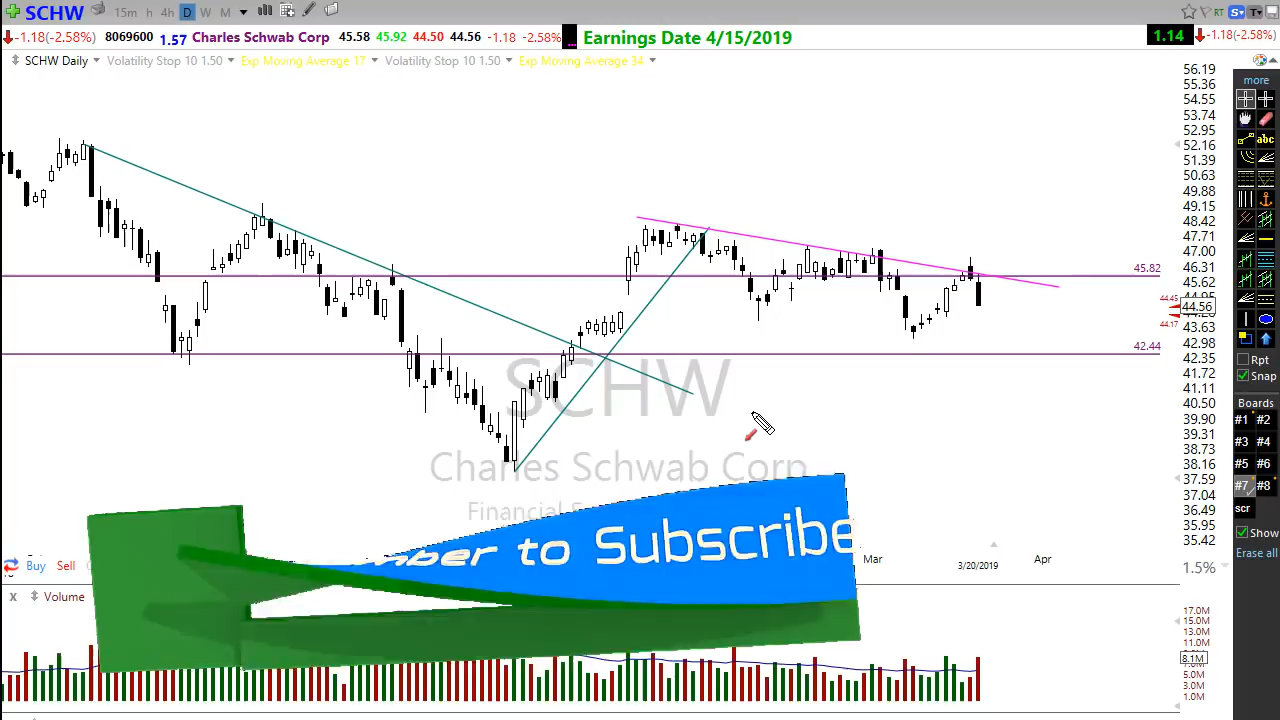 SCHW 15m h 4h D W M RT S T
-1.18(-2.58%) 8069600 1.57 Charles Schwab Corp 45.58 45.92 44.50 44.56 -1.18 -2.58% Earnings Date 4/15/2019 1.14 -1.18(-2.58%)
SCHW Daily Volatility Stop 10 1.50 Exp Moving Average 17 Volatility Stop 10 1.50 Exp Moving Average 34
56.19
55.36
54.55
53.74
52.95
52.16
51.39
50.63
49.88
49.15
48.42
47.71
47.00
46.31
45.82
45.62
44.45
44.56
44.17
43.63
42.98
42.44
42.35
41.72
41.11
40.50
39.90
39.31
38.73
38.16
37.59
37.04
36.49
35.95
35.42
more
abc
Rpt
Snap
Boards
#1 #2
#3 #4
#5 #6
#7 #8
scr
Show
Erase all
SCHW
Charles Schwab Corp
Financial
to Subscribe
Buy Sell
Mar 3/20/2019 Apr 1.5%
x Volume
17.0M
15.0M
13.0M
11.0M
8.1M
5.0M
3.0M
1.0M